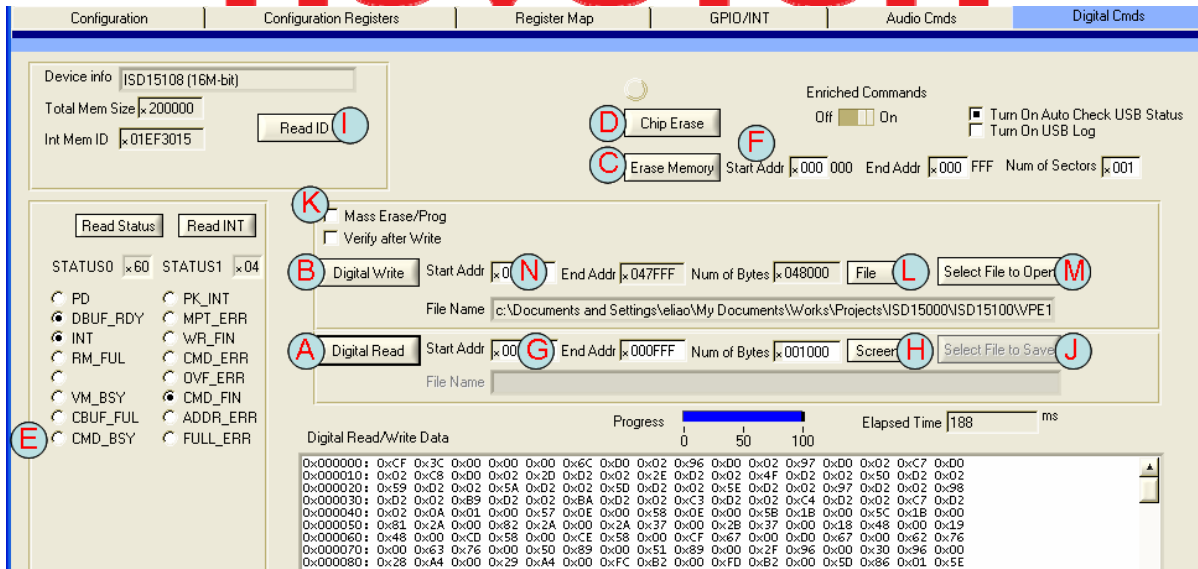 Configuration Configuration Registers Register Map GPIO/INT Audio Cmds Digital Cmds
Device info ISD15108 (16M-bit)
Total Mem Size x 200000
Int Mem ID x 01EF3015
Read ID I
D Chip Erase
Enriched Commands
Off On
Turn On Auto Check USB Status
Turn On USB Log
F
C Erase Memory Start Addr x 000 000 End Addr x 000 FFF Num of Sectors x 001
Read Status Read INT
STATUS0 x 60 STATUS1 x 04
PD PK_INT
DBUF_RDY MPT_ERR
INT WR_FIN
RM_FUL CMD_ERR
OVF_ERR
VM_BSY CMD_FIN
CBUF_FUL ADDR_ERR
E CMD_BSY FULL_ERR
K Mass Erase/Prog
Verify after Write
B Digital Write Start Addr x 0 N End Addr x 047FFF Num of Bytes x 048000 File L Select File to Open M
File Name c:\Documents and Settings\eliao\My Documents\Works\Projects\ISD15000\ISD15100\VPE1
A Digital Read Start Addr x 00 G End Addr x 000FFF Num of Bytes x 001000 Screen H Select File to Save J
File Name
Progress 0 50 100 Elapsed Time 188 ms
Digital Read/Write Data
0x000000: 0xCF 0x3C 0x00 0x00 0x00 0x6C 0xD0 0x02 0x96 0xD0 0x02 0x97 0xD0 0x02 0xC7 0xD0
0x000010: 0x02 0xC8 0xD0 0x02 0x2D 0xD2 0x02 0x2E 0xD2 0x02 0x4F 0xD2 0x02 0x50 0xD2 0x02
0x000020: 0x59 0xD2 0x02 0x5A 0xD2 0x02 0x5D 0xD2 0x02 0x5E 0xD2 0x02 0x97 0xD2 0x02 0x98
0x000030: 0xD2 0x02 0xB9 0xD2 0x02 0xBA 0xD2 0x02 0xC3 0xD2 0x02 0xC4 0xD2 0x02 0xC7 0xD2
0x000040: 0x02 0x0A 0x01 0x00 0x57 0x0E 0x00 0x58 0x0E 0x00 0x5B 0x1B 0x00 0x5C 0x1B 0x00
0x000050: 0x81 0x2A 0x00 0x82 0x2A 0x00 0x2A 0x37 0x00 0x2B 0x37 0x00 0x18 0x48 0x00 0x19
0x000060: 0x48 0x00 0xCD 0x58 0x00 0xCE 0x58 0x00 0xCF 0x67 0x00 0xD0 0x67 0x00 0x62 0x76
0x000070: 0x00 0x63 0x76 0x00 0x50 0x89 0x00 0x51 0x89 0x00 0x2F 0x96 0x00 0x30 0x96 0x00
0x000080: 0x28 0xA4 0x00 0x29 0xA4 0x00 0xFC 0xB2 0x00 0xFD 0xB2 0x00 0x5D 0x86 0x01 0x5E